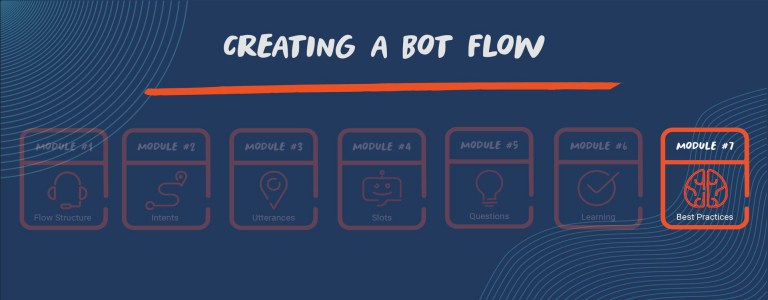 CREATING A BOT FLOW
MODULE #1
Flow Structure
MODULE #2
Intents
MODULE #3
Utterances
MODULE #4
Slots
MODULE #5
Questions
MODULE #6
Learning
MODULE #7
Best Practices